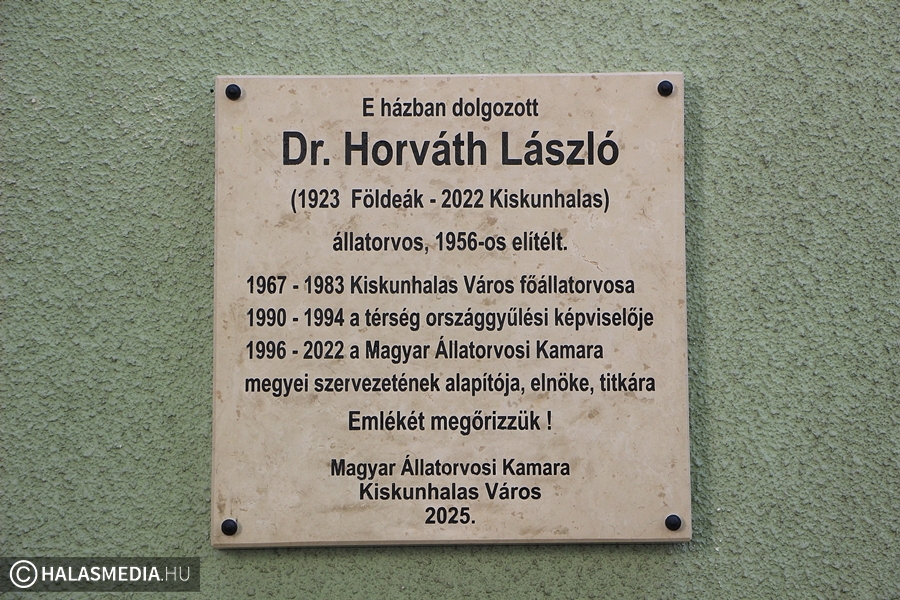 E házban dolgozott
Dr. Horváth László
(1923 Földeák - 2022 Kiskunhalas)
állatorvos, 1956-os elítélt.
1967 - 1983 Kiskunhalas Város főállatorvosa
1990 - 1994 a térség országgyűlési képviselője
1996 - 2022 a Magyar Állatorvosi Kamara
megyei szervezetének alapítója, elnöke, titkára
Emlékét megőrizzük !
Magyar Állatorvosi Kamara
Kiskunhalas Város
2025.
©HALASMEDIA.HU